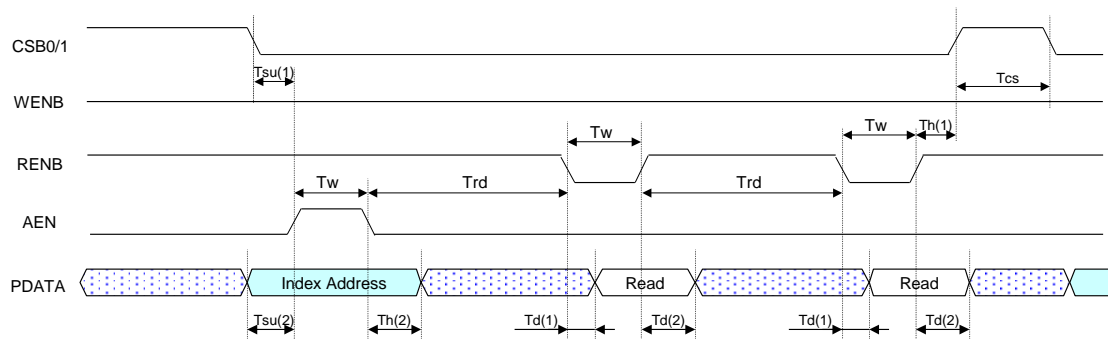 CSB0/1
Tsu(1)
Tcs
WENB
Tw
Tw
Th(1)
RENB
Tw
Trd
Trd
AEN
PDATA
Index Address
Read
Read
Tsu(2)
Th(2)
Td(1)
Td(2)
Td(1)
Td(2)